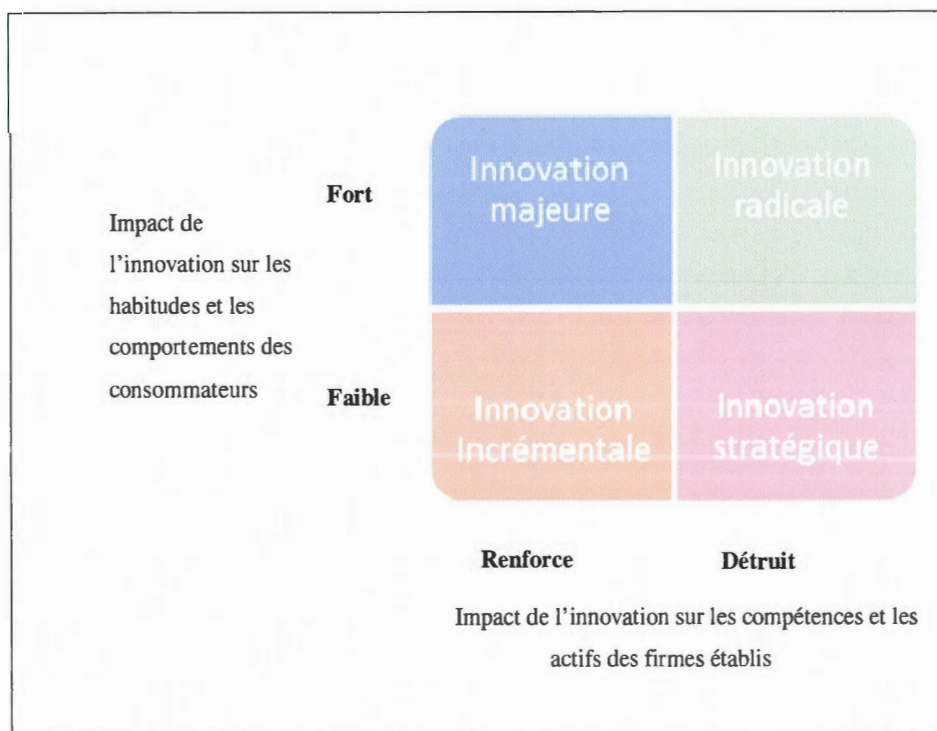 Innovation
majeure
Innovation
radicale
Fort
Impact de
l'innovation sur les
habitudes et les
comportements des
consommateurs
Faible
Innovation
Incrémentale
Innovation
stratégique
Renforce
Détruit
Impact de l'innovation sur les compétences et les
actifs des firmes établis